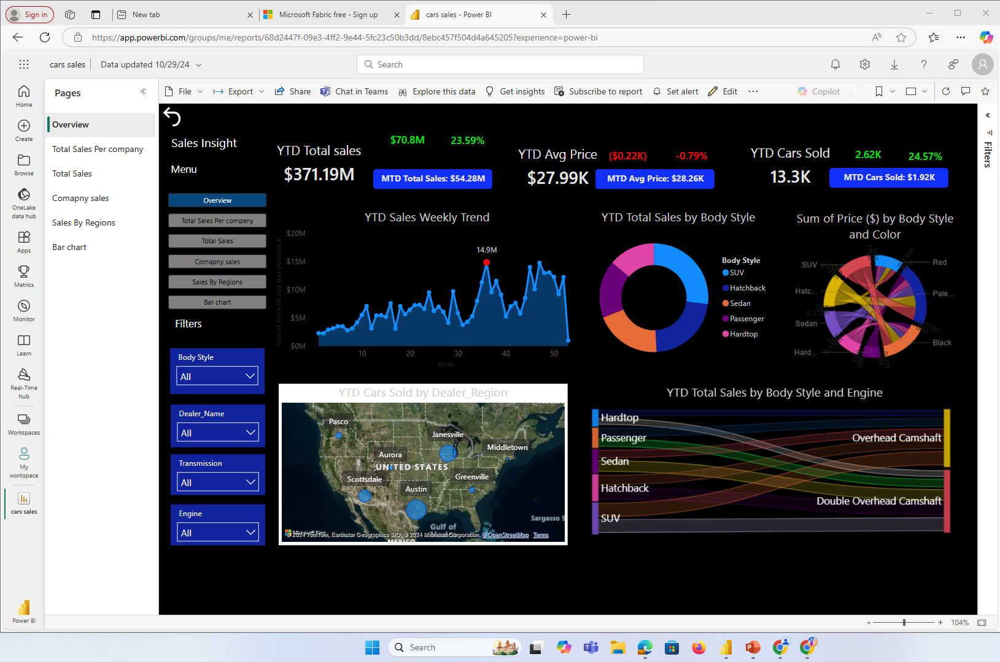 Sign in
New tab
Microsoft Fabric free - Sign up
cars sales - Power BI
https://app.powerbi.com/groups/me/reports/68d2447f-09e3-4ff2-9e44-5fc23c50b3dd/8ebc457f504d4a645205?experience=power-bi
cars sales
Data updated 10/29/24
Search
Home
Create
Browse
OneLake
data hub
Apps
Metrics
Monitor
Learn
Real-Time
hub
Workspaces
My
workspace
cars sales
Power BI
Pages
Overview
Total Sales Per company
Total Sales
Comapny sales
Sales By Regions
Bar chart
File
Export
Share
Chat in Teams
Explore this data
Get insights
Subscribe to report
Set alert
Edit
Copilot
Filters
Sales Insight
Menu
Overview
Total Sales Per company
Total Sales
Comapny sales
Sales By Regions
Bar chart
Filters
Body Style
All
Dealer_Name
All
Transmission
All
Engine
All
YTD Total sales
$70.8M
23.59%
$371.19M
MTD Total Sales: $54.28M
YTD Avg Price
($0.22K)
-0.79%
$27.99K
MTD Avg Price: $28.26K
YTD Cars Sold
2.62K
24.57%
13.3K
MTD Cars Sold: $1.92K
YTD Sales Weekly Trend
Sum of Price ($) and Max Point on A...
$20M
$15M
$10M
$5M
$0M
14.9M
10
20
30
40
50
Week
YTD Total Sales by Body Style
Body Style
SUV
Hatchback
Sedan
Passenger
Hardtop
Sum of Price ($) by Body Style
and Color
SUV
Hatc...
Sedan
Hard...
Red
Pale...
Black
YTD Cars Sold by Dealer_Region
Pasco
Janesville
Middletown
Aurora
UNITED STATES
Scottsdale
Greenville
Austin
Sargasso S
Gulf of
MEXICO
© 2024 TomTom, Earthstar Geographics SIO, © 2024 Microsoft Corporation, © OpenStreetMap Terms
YTD Total Sales by Body Style and Engine
Hardtop
Passenger
Sedan
Hatchback
SUV
Overhead Camshaft
Double Overhead Camshaft
- + 104%
Search